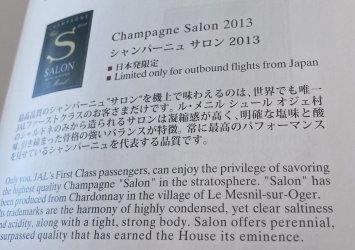 CHAMPAGNE
S
SALON
Champagne Salon 2013
シャンパーニュ サロン 2013
■ 日本発限定
■ Limited only for outbound flights from Japan
最高品質のシャンパーニュ"サロン"を機上で味わえるのは、世界でも唯一
JALファーストクラスのお客さまだけです。ル・メニル シュール オジェ村
のシャルドネのみから造られるサロンは凝縮感が高く、明確な塩味と酸
味、引き締まった骨格の強いバランスが特徴。常に最高のパフォーマンス
を見せているシャンパーニュを代表する品質です。
Only you, JAL's First Class passengers, can enjoy the privilege of savoring
the highest quality Champagne "Salon" in the stratosphere. "Salon" has
been produced from Chardonnay in the village of Le Mesnil-sur-Oger.
Its trademarks are the harmony of highly condensed, yet clear saltiness
and acidity, along with a tight, strong body. Salon offers perennial,
surpassed quality that has earned the House its eminence.